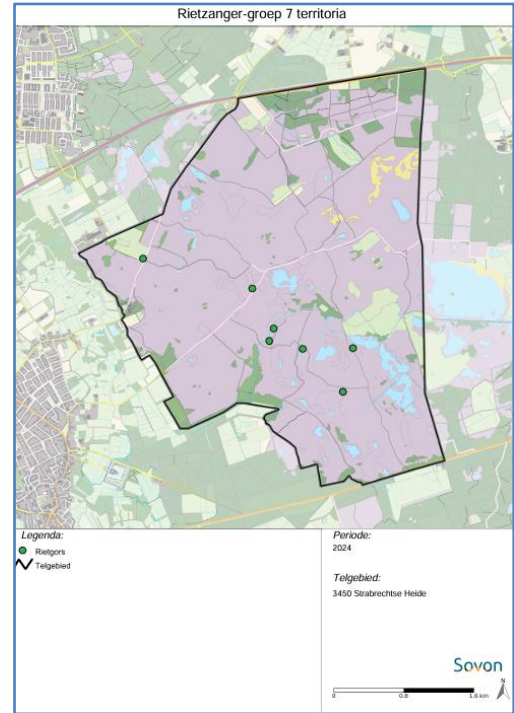 Rietzanger-groep 7 territoria
Legenda:
Rietgors
Telgebied
Periode:
2024
Telgebied:
3450 Strabrechtse Heide
Sovon
N
0
0.8
1.6 km